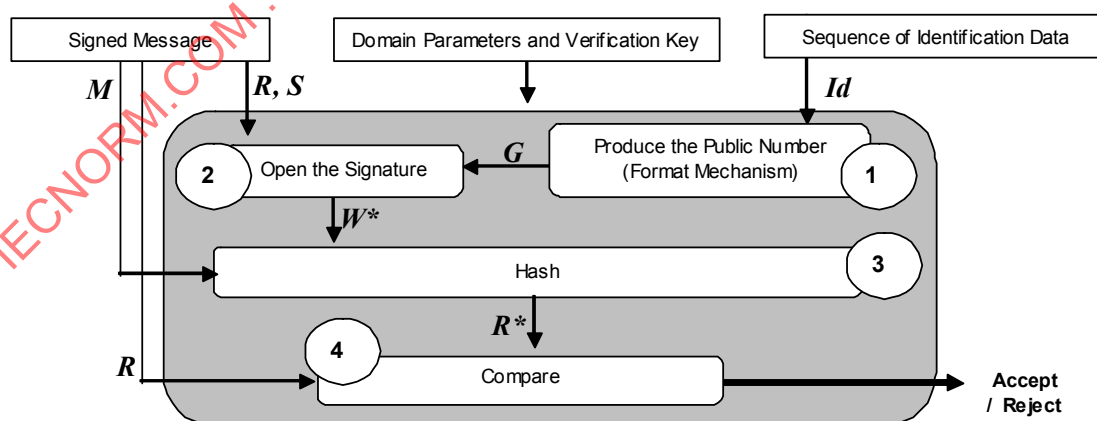 Signed Message
Domain Parameters and Verification Key
Sequence of Identification Data
M
R, S
Id
2
Open the Signature
G
Produce the Public Number
(Format Mechanism)
1
W*
Hash
3
R*
4
R
Compare
Accept
/ Reject
IECNORM.COM